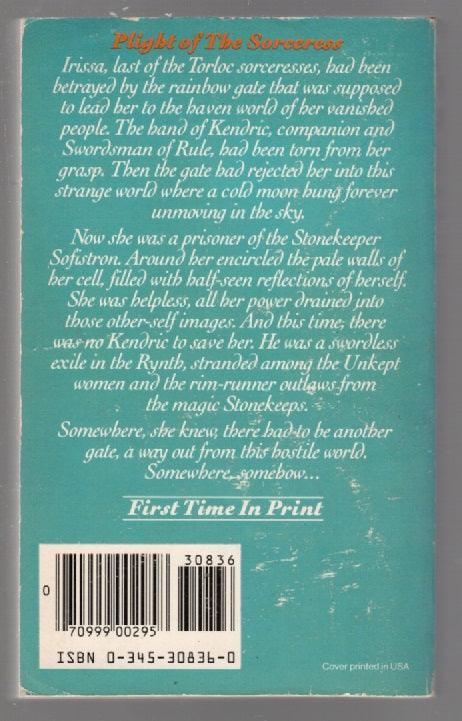 Plight of The Sorceress
Irissa, last of the Torloc sorceresses, had been
betrayed by the rainbow gate that was supposed
to lead her to the haven world of her vanished
people. The hand of Kendric, companion and
Swordsman of Rule, had been torn from her
grasp. Then the gate had rejected her into this
strange world where a cold moon hung forever
unmoving in the sky.
Now she was a prisoner of the Stonekeeper
Sofistron. Around her encircled the pale walls of
her cell, filled with half-seen reflections of herself.
She was helpless, all her power drained into
those other-self images. And this time, there
was no Kendric to save her. He was a swordless
exile in the Rynth, stranded among the Unkept
women and the rim-runner outlaws from
the magic Stonekeeps.
Somewhere, she knew, there had to be another
gate, a way out from this hostile world.
Somewhere, somehow...
First Time In Print
30836
0
70999 00295
ISBN 0-345-30836-0
Cover printed in USA